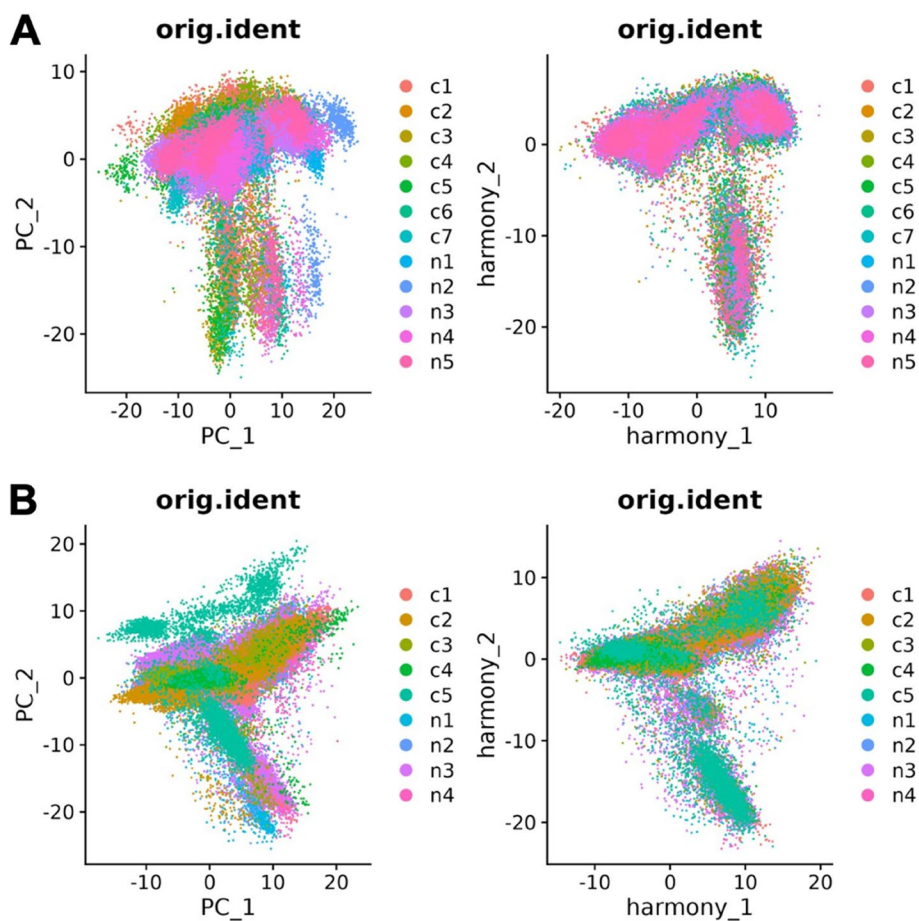 A
orig.ident
PC_2
10
0
-10
-20
-20 -10 0 10 20
PC_1
c1
c2
c3
c4
c5
c6
c7
n1
n2
n3
n4
n5
orig.ident
harmony_2
0
-10
-20
-20 -10 0 10
harmony_1
c1
c2
c3
c4
c5
c6
c7
n1
n2
n3
n4
n5
B
orig.ident
PC_2
20
10
0
-10
-20
-10 0 10 20
PC_1
c1
c2
c3
c4
c5
n1
n2
n3
n4
orig.ident
harmony_2
10
0
-10
-20
-10 0 10 20
harmony_1
c1
c2
c3
c4
c5
n1
n2
n3
n4